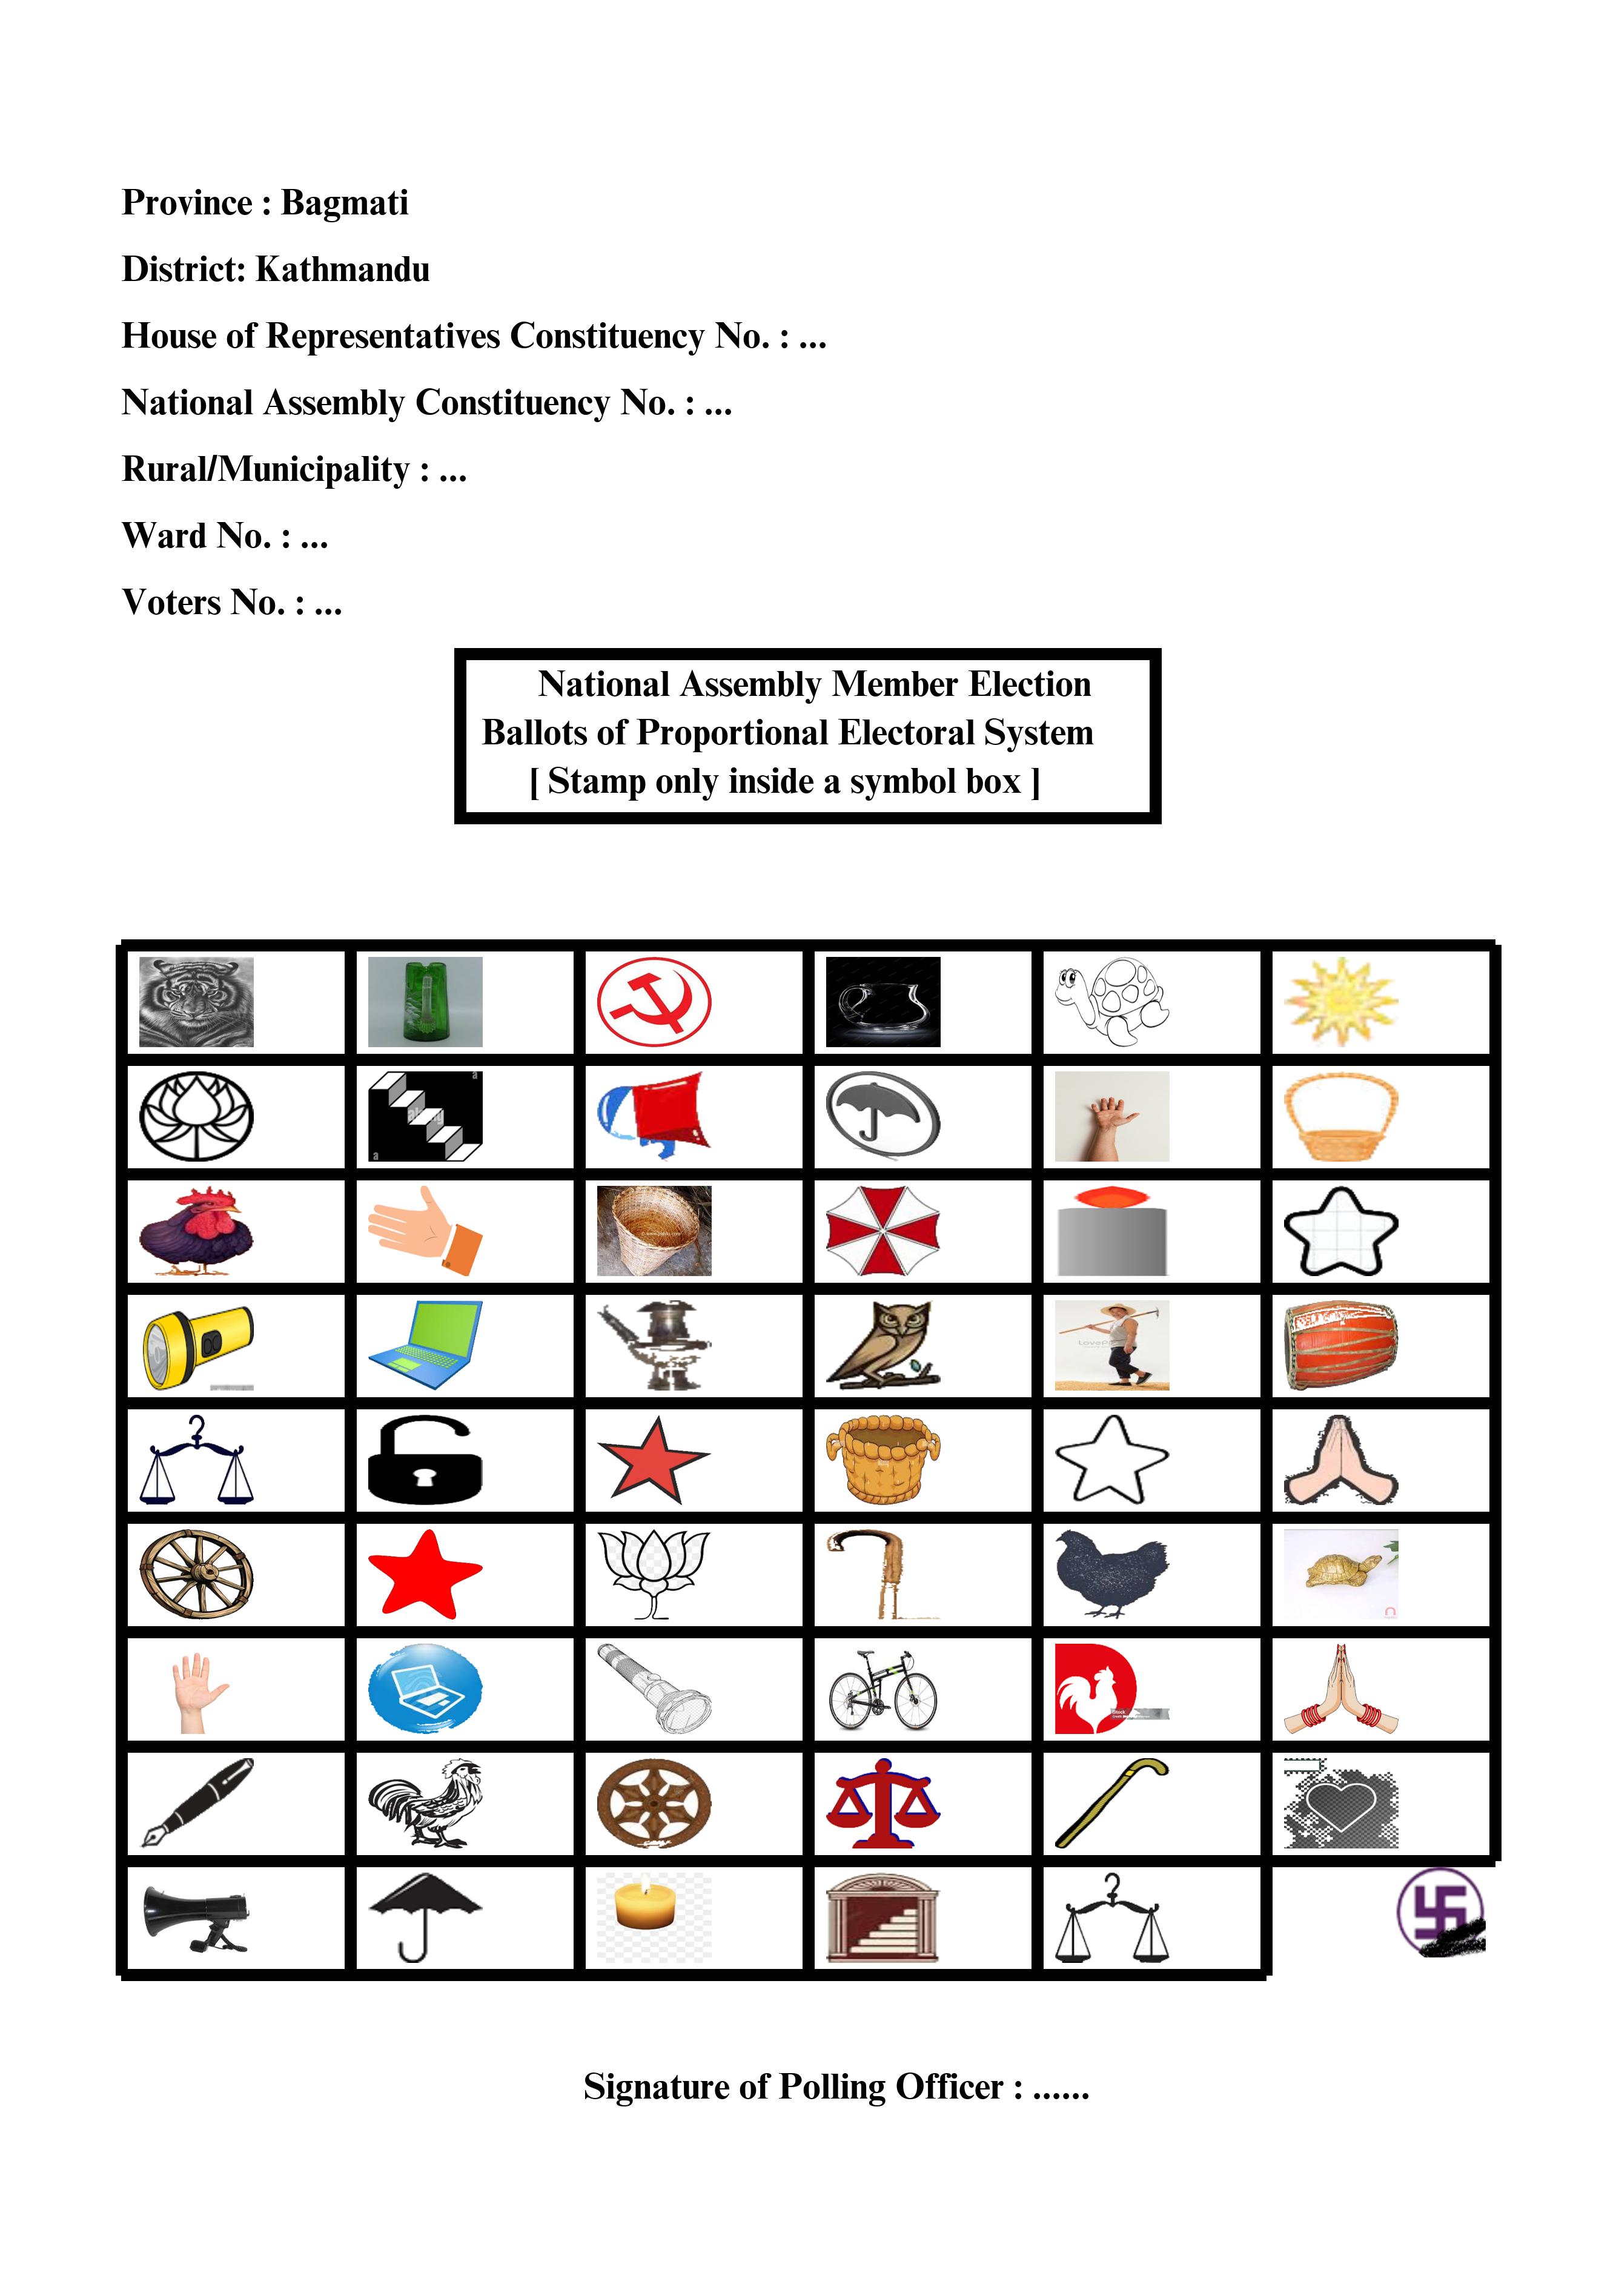 Province : Bagmati
District: Kathmandu
House of Representatives Constituency No. : ...
National Assembly Constituency No. : ...
Rural/Municipality : ...
Ward No. : ...
Voters No. : ...
National Assembly Member Election
Ballots of Proportional Electoral System
[ Stamp only inside a symbol box ]
a
a
Signature of Polling Officer : ......